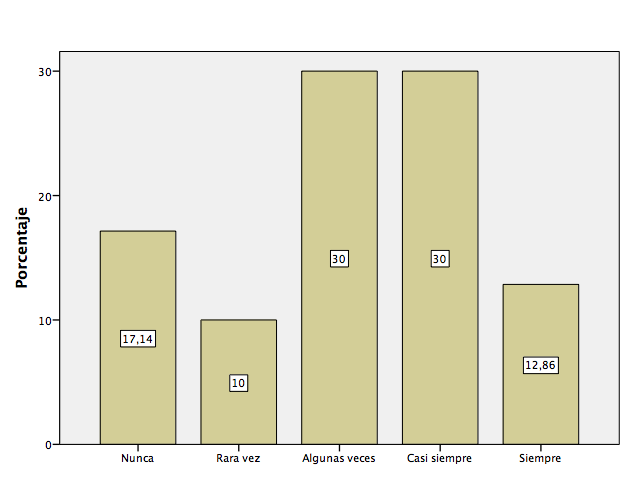 Porcentaje
30
20
10
0
17,14
10
30
30
12,86
Nunca
Rara vez
Algunas veces
Casi siempre
Siempre